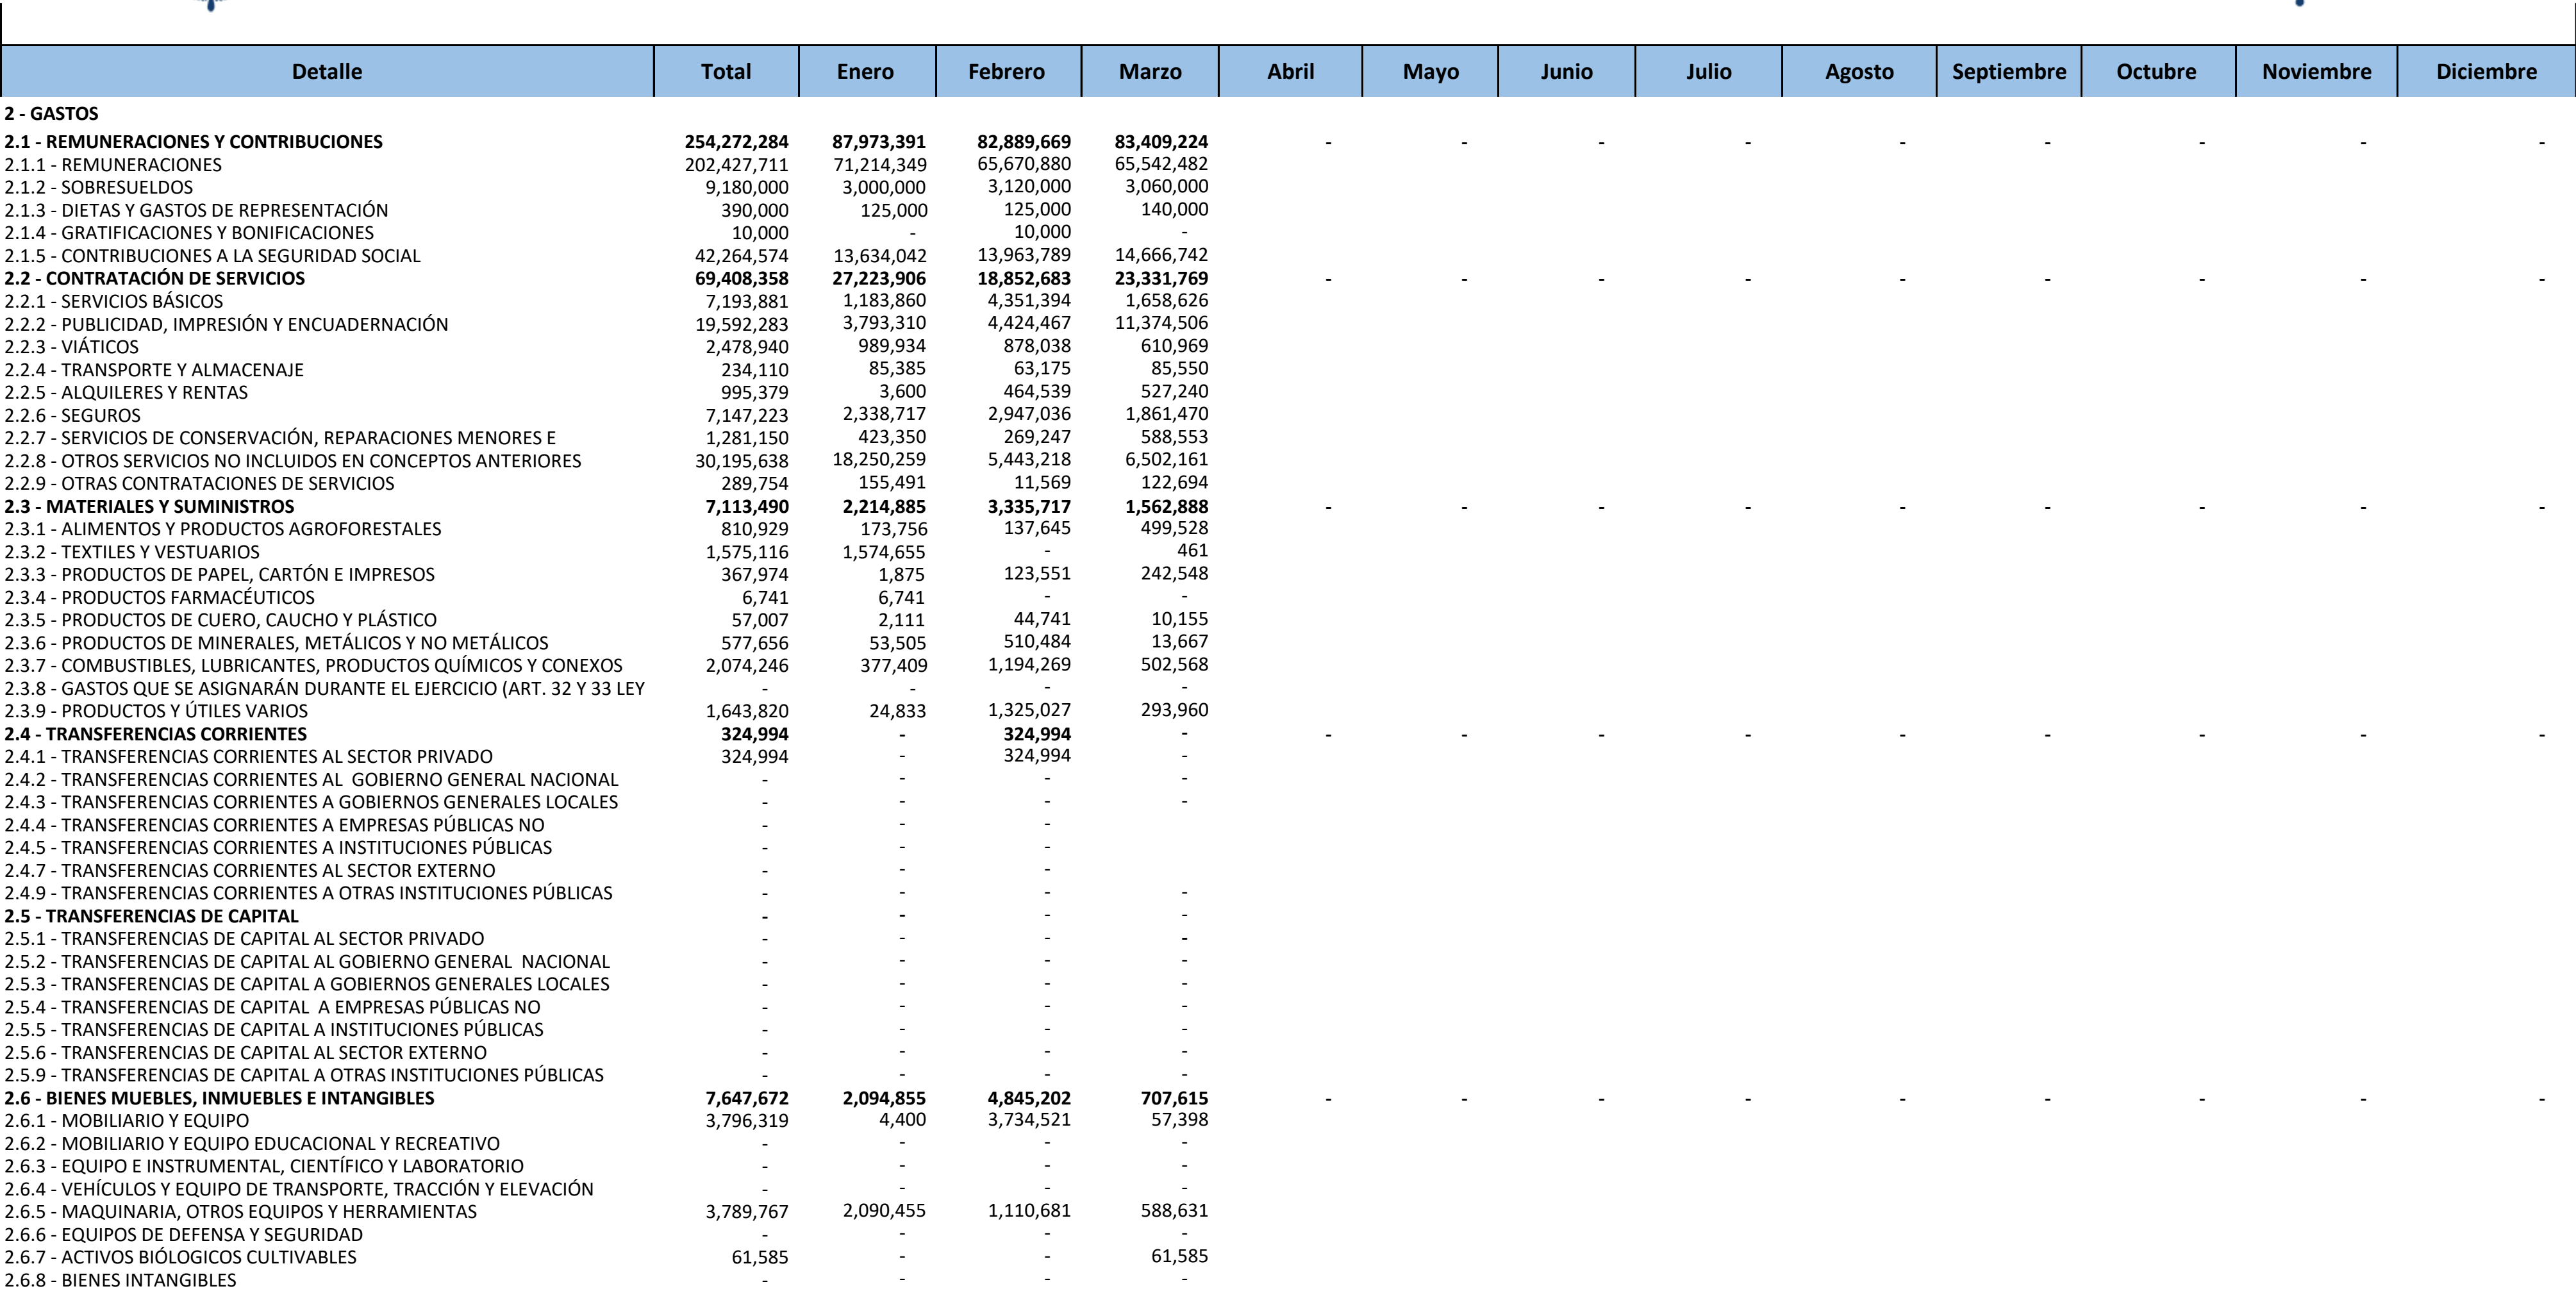 Detalle Total Enero Febrero Marzo Abril Mayo Junio Julio Agosto Septiembre Octubre Noviembre Diciembre
2 - GASTOS
2.1 - REMUNERACIONES Y CONTRIBUCIONES 254,272,284 87,973,391 82,889,669 83,409,224 - - - - - - - - -
2.1.1 - REMUNERACIONES 202,427,711 71,214,349 65,670,880 65,542,482
2.1.2 - SOBRESUELDOS 9,180,000 3,000,000 3,120,000 3,060,000
2.1.3 - DIETAS Y GASTOS DE REPRESENTACIÓN 390,000 125,000 125,000 140,000
2.1.4 - GRATIFICACIONES Y BONIFICACIONES 10,000 - 10,000 -
2.1.5 - CONTRIBUCIONES A LA SEGURIDAD SOCIAL 42,264,574 13,634,042 13,963,789 14,666,742
2.2 - CONTRATACIÓN DE SERVICIOS 69,408,358 27,223,906 18,852,683 23,331,769 - - - - - - - - -
2.2.1 - SERVICIOS BÁSICOS 7,193,881 1,183,860 4,351,394 1,658,626
2.2.2 - PUBLICIDAD, IMPRESIÓN Y ENCUADERNACIÓN 19,592,283 3,793,310 4,424,467 11,374,506
2.2.3 - VIÁTICOS 2,478,940 989,934 878,038 610,969
2.2.4 - TRANSPORTE Y ALMACENAJE 234,110 85,385 63,175 85,550
2.2.5 - ALQUILERES Y RENTAS 995,379 3,600 464,539 527,240
2.2.6 - SEGUROS 7,147,223 2,338,717 2,947,036 1,861,470
2.2.7 - SERVICIOS DE CONSERVACIÓN, REPARACIONES MENORES E 1,281,150 423,350 269,247 588,553
2.2.8 - OTROS SERVICIOS NO INCLUIDOS EN CONCEPTOS ANTERIORES 30,195,638 18,250,259 5,443,218 6,502,161
2.2.9 - OTRAS CONTRATACIONES DE SERVICIOS 289,754 155,491 11,569 122,694
2.3 - MATERIALES Y SUMINISTROS 7,113,490 2,214,885 3,335,717 1,562,888 - - - - - - - - -
2.3.1 - ALIMENTOS Y PRODUCTOS AGROFORESTALES 810,929 173,756 137,645 499,528
2.3.2 - TEXTILES Y VESTUARIOS 1,575,116 1,574,655 - 461
2.3.3 - PRODUCTOS DE PAPEL, CARTÓN E IMPRESOS 367,974 1,875 123,551 242,548
2.3.4 - PRODUCTOS FARMACÉUTICOS 6,741 6,741 - -
2.3.5 - PRODUCTOS DE CUERO, CAUCHO Y PLÁSTICO 57,007 2,111 44,741 10,155
2.3.6 - PRODUCTOS DE MINERALES, METÁLICOS Y NO METÁLICOS 577,656 53,505 510,484 13,667
2.3.7 - COMBUSTIBLES, LUBRICANTES, PRODUCTOS QUÍMICOS Y CONEXOS 2,074,246 377,409 1,194,269 502,568
2.3.8 - GASTOS QUE SE ASIGNARÁN DURANTE EL EJERCICIO (ART. 32 Y 33 LEY - - - -
2.3.9 - PRODUCTOS Y ÚTILES VARIOS 1,643,820 24,833 1,325,027 293,960
2.4 - TRANSFERENCIAS CORRIENTES 324,994 - 324,994 - - - - - - - - - -
2.4.1 - TRANSFERENCIAS CORRIENTES AL SECTOR PRIVADO 324,994 - 324,994 -
2.4.2 - TRANSFERENCIAS CORRIENTES AL GOBIERNO GENERAL NACIONAL - - - -
2.4.3 - TRANSFERENCIAS CORRIENTES A GOBIERNOS GENERALES LOCALES - - - -
2.4.4 - TRANSFERENCIAS CORRIENTES A EMPRESAS PÚBLICAS NO - - -
2.4.5 - TRANSFERENCIAS CORRIENTES A INSTITUCIONES PÚBLICAS - - -
2.4.7 - TRANSFERENCIAS CORRIENTES AL SECTOR EXTERNO - - -
2.4.9 - TRANSFERENCIAS CORRIENTES A OTRAS INSTITUCIONES PÚBLICAS - - - -
2.5 - TRANSFERENCIAS DE CAPITAL - - - -
2.5.1 - TRANSFERENCIAS DE CAPITAL AL SECTOR PRIVADO - - - -
2.5.2 - TRANSFERENCIAS DE CAPITAL AL GOBIERNO GENERAL NACIONAL - - - -
2.5.3 - TRANSFERENCIAS DE CAPITAL A GOBIERNOS GENERALES LOCALES - - - -
2.5.4 - TRANSFERENCIAS DE CAPITAL A EMPRESAS PÚBLICAS NO - - - -
2.5.5 - TRANSFERENCIAS DE CAPITAL A INSTITUCIONES PÚBLICAS - - - -
2.5.6 - TRANSFERENCIAS DE CAPITAL AL SECTOR EXTERNO - - - -
2.5.9 - TRANSFERENCIAS DE CAPITAL A OTRAS INSTITUCIONES PÚBLICAS - - - -
2.6 - BIENES MUEBLES, INMUEBLES E INTANGIBLES 7,647,672 2,094,855 4,845,202 707,615 - - - - - - - - -
2.6.1 - MOBILIARIO Y EQUIPO 3,796,319 4,400 3,734,521 57,398
2.6.2 - MOBILIARIO Y EQUIPO EDUCACIONAL Y RECREATIVO - - - -
2.6.3 - EQUIPO E INSTRUMENTAL, CIENTÍFICO Y LABORATORIO - - - -
2.6.4 - VEHÍCULOS Y EQUIPO DE TRANSPORTE, TRACCIÓN Y ELEVACIÓN - - - -
2.6.5 - MAQUINARIA, OTROS EQUIPOS Y HERRAMIENTAS 3,789,767 2,090,455 1,110,681 588,631
2.6.6 - EQUIPOS DE DEFENSA Y SEGURIDAD - - - -
2.6.7 - ACTIVOS BIÓLOGICOS CULTIVABLES 61,585 - - 61,585
2.6.8 - BIENES INTANGIBLES - - - -